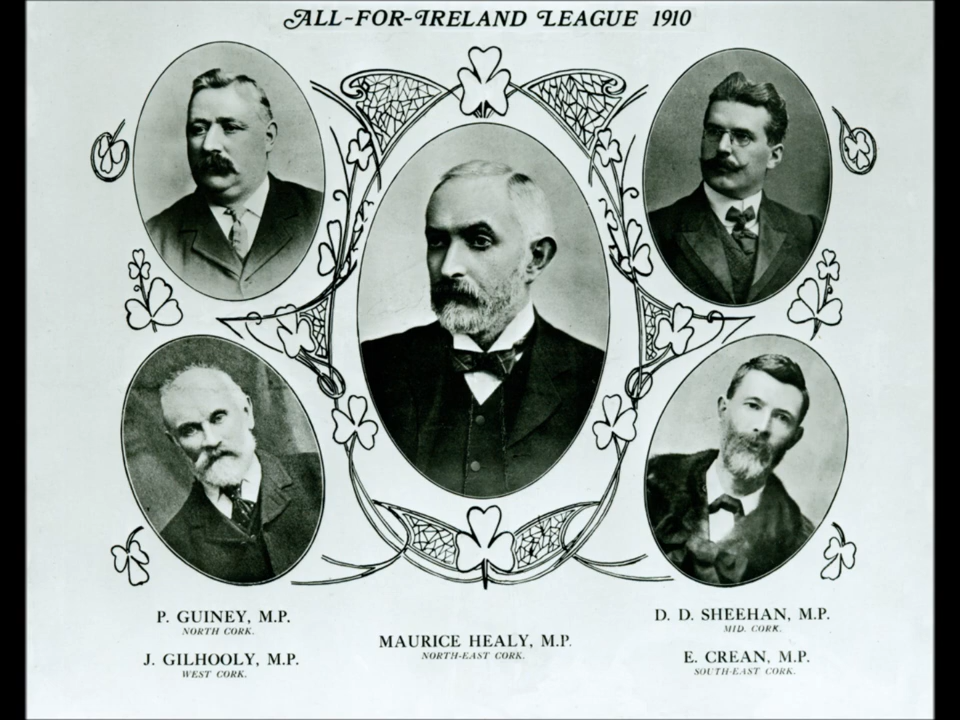 ALL-FOR-IRELAND LEAGUE 1910
P. GUINEY, M.P.
NORTH CORK.
J. GILHOOLY, M.P.
WEST CORK.
MAURICE HEALY, M.P.
NORTH-EAST CORK.
D. D. SHEEHAN, M.P.
MID. CORK.
E. CREAN, M.P.
SOUTH-EAST CORK.